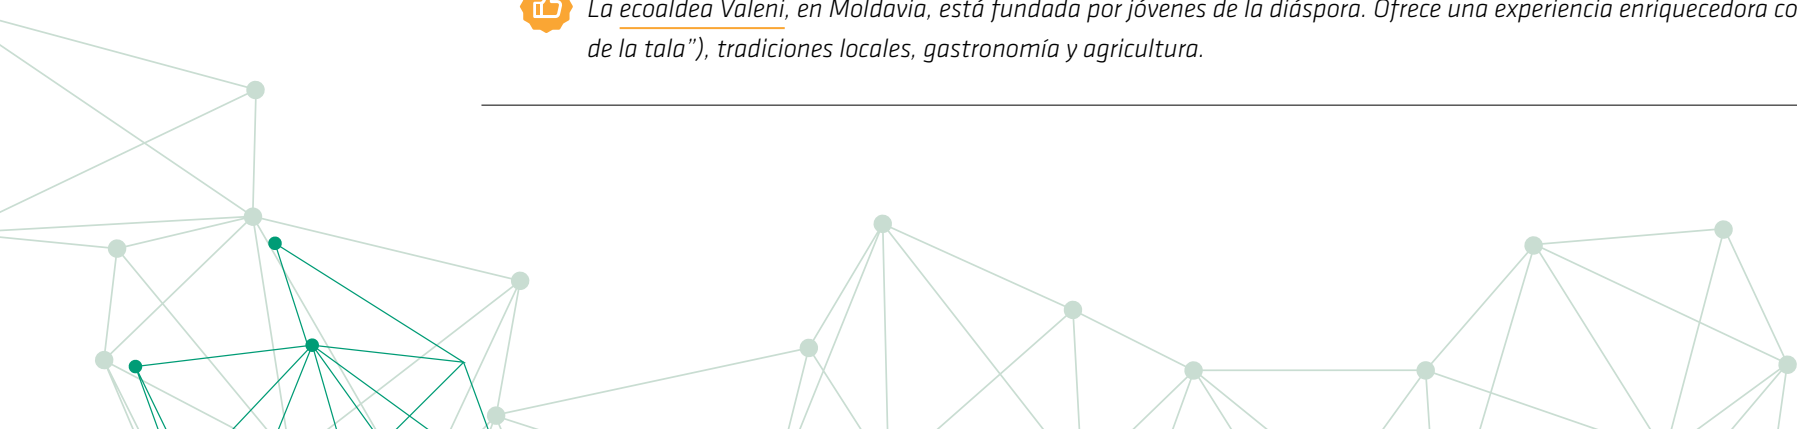 La ecoaldea Valeni, en Moldavia, está fundada por jóvenes de la diáspora. Ofrece una experiencia enriquecedora co
de la tala”), tradiciones locales, gastronomía y agricultura.